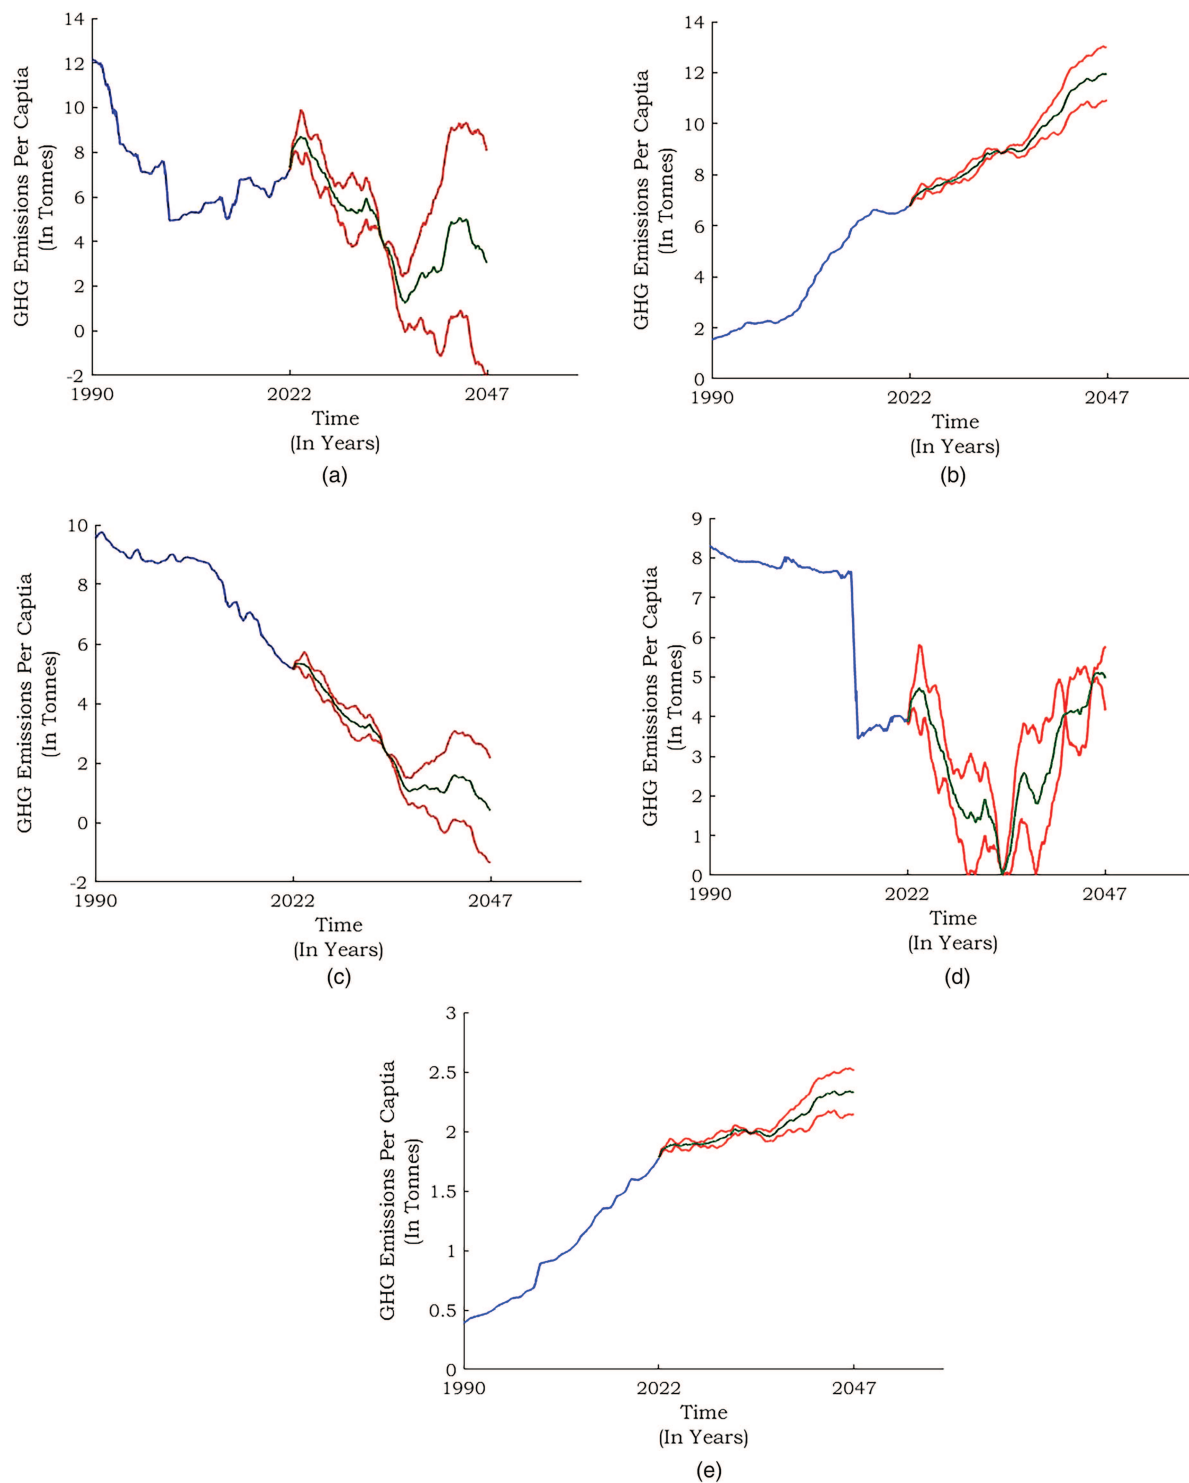 14
12
10
8
6
4
2
0
-2
GHG Emissions Per Captia
(In Tonnes)
1990
2022
2047
Time
(In Years)
(a)
14
12
10
8
6
4
2
0
GHG Emissions Per Captia
(In Tonnes)
1990
2022
2047
Time
(In Years)
(b)
10
8
6
4
2
0
-2
GHG Emissions Per Captia
(In Tonnes)
1990
2022
2047
Time
(In Years)
(c)
9
8
7
6
5
4
3
2
1
0
GHG Emissions Per Captia
(In Tonnes)
1990
2022
2047
Time
(In Years)
(d)
3
2.5
2
1.5
1
0.5
0
GHG Emissions Per Captia
(In Tonnes)
1990
2022
2047
Time
(In Years)
(e)